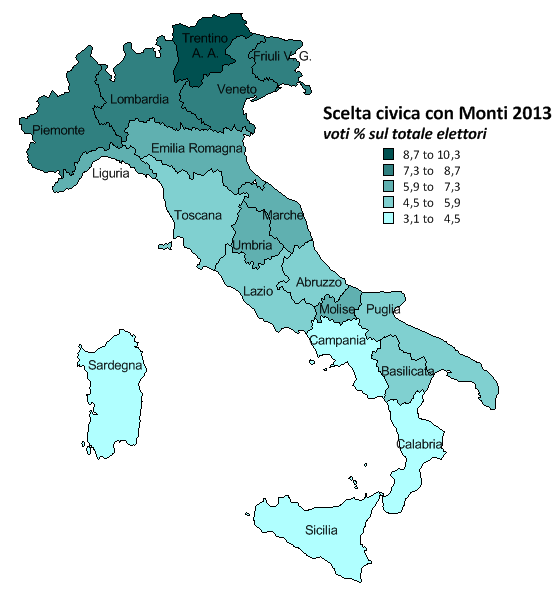 Trentino
A. A.
Friuli V. G.
Veneto
Lombardia
Piemonte
Emilia Romagna
Liguria
Toscana
Marche
Umbria
Lazio
Abruzzo
Molise
Puglia
Campania
Basilicata
Sardegna
Calabria
Sicilia
Scelta civica con Monti 2013
voti % sul totale elettori
8,7 to 10,3
7,3 to 8,7
5,9 to 7,3
4,5 to 5,9
3,1 to 4,5